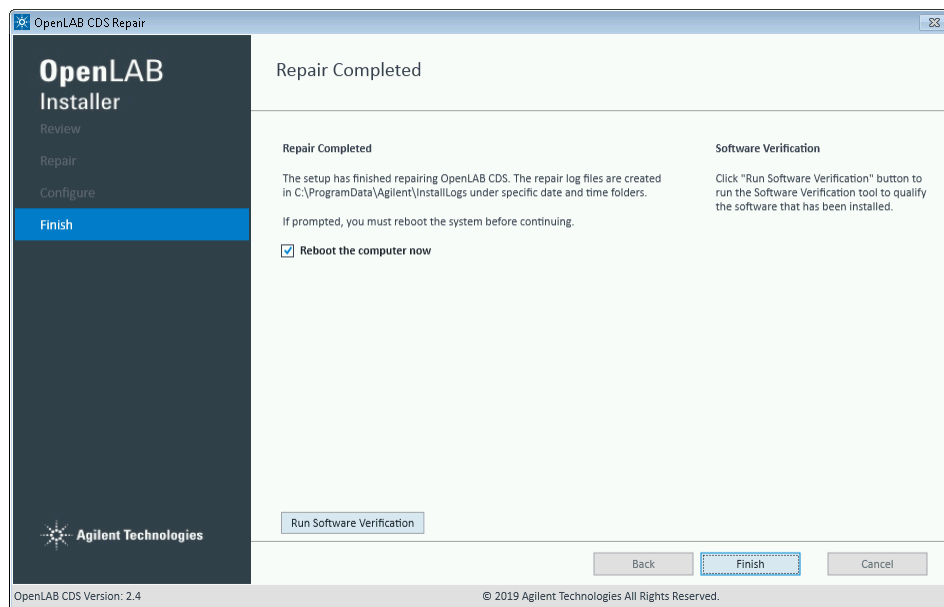 OpenLAB CDS Repair
OpenLAB
Installer
Review
Repair
Configure
Finish
Repair Completed
Repair Completed
The setup has finished repairing OpenLAB CDS. The repair log files are created
in C:\ProgramData\Agilent\InstallLogs under specific date and time folders.
If prompted, you must reboot the system before continuing.
Reboot the computer now
Software Verification
Click "Run Software Verification" button to
run the Software Verification tool to qualify
the software that has been installed.
Run Software Verification
Agilent Technologies
Back
Finish
Cancel
OpenLAB CDS Version: 2.4
© 2019 Agilent Technologies All Rights Reserved.